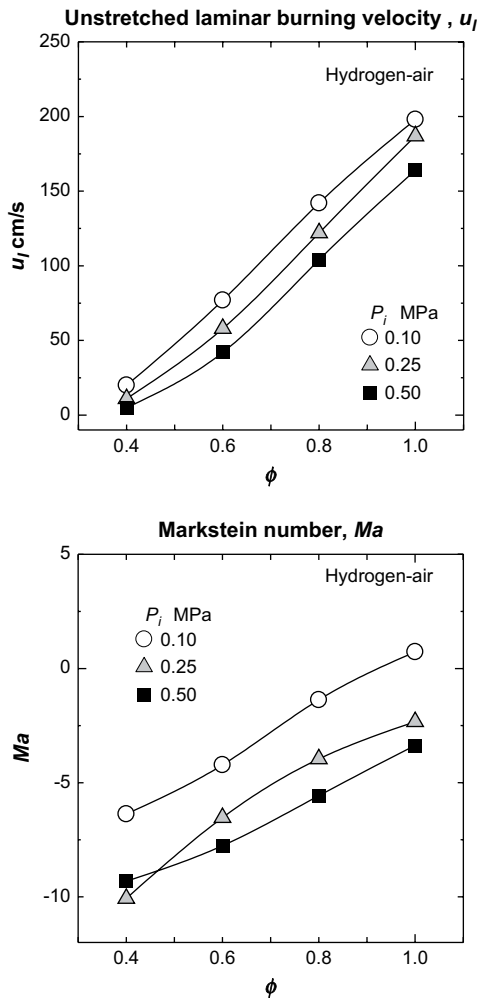 Unstretched laminar burning velocity , u_l
Hydrogen-air
250
200
150
100
50
0
u_l cm/s
P_i MPa
0.10
0.25
0.50
0.4 0.6 0.8 1.0
ϕ
Markstein number, Ma
Hydrogen-air
5
0
-5
-10
Ma
P_i MPa
0.10
0.25
0.50
0.4 0.6 0.8 1.0
ϕ